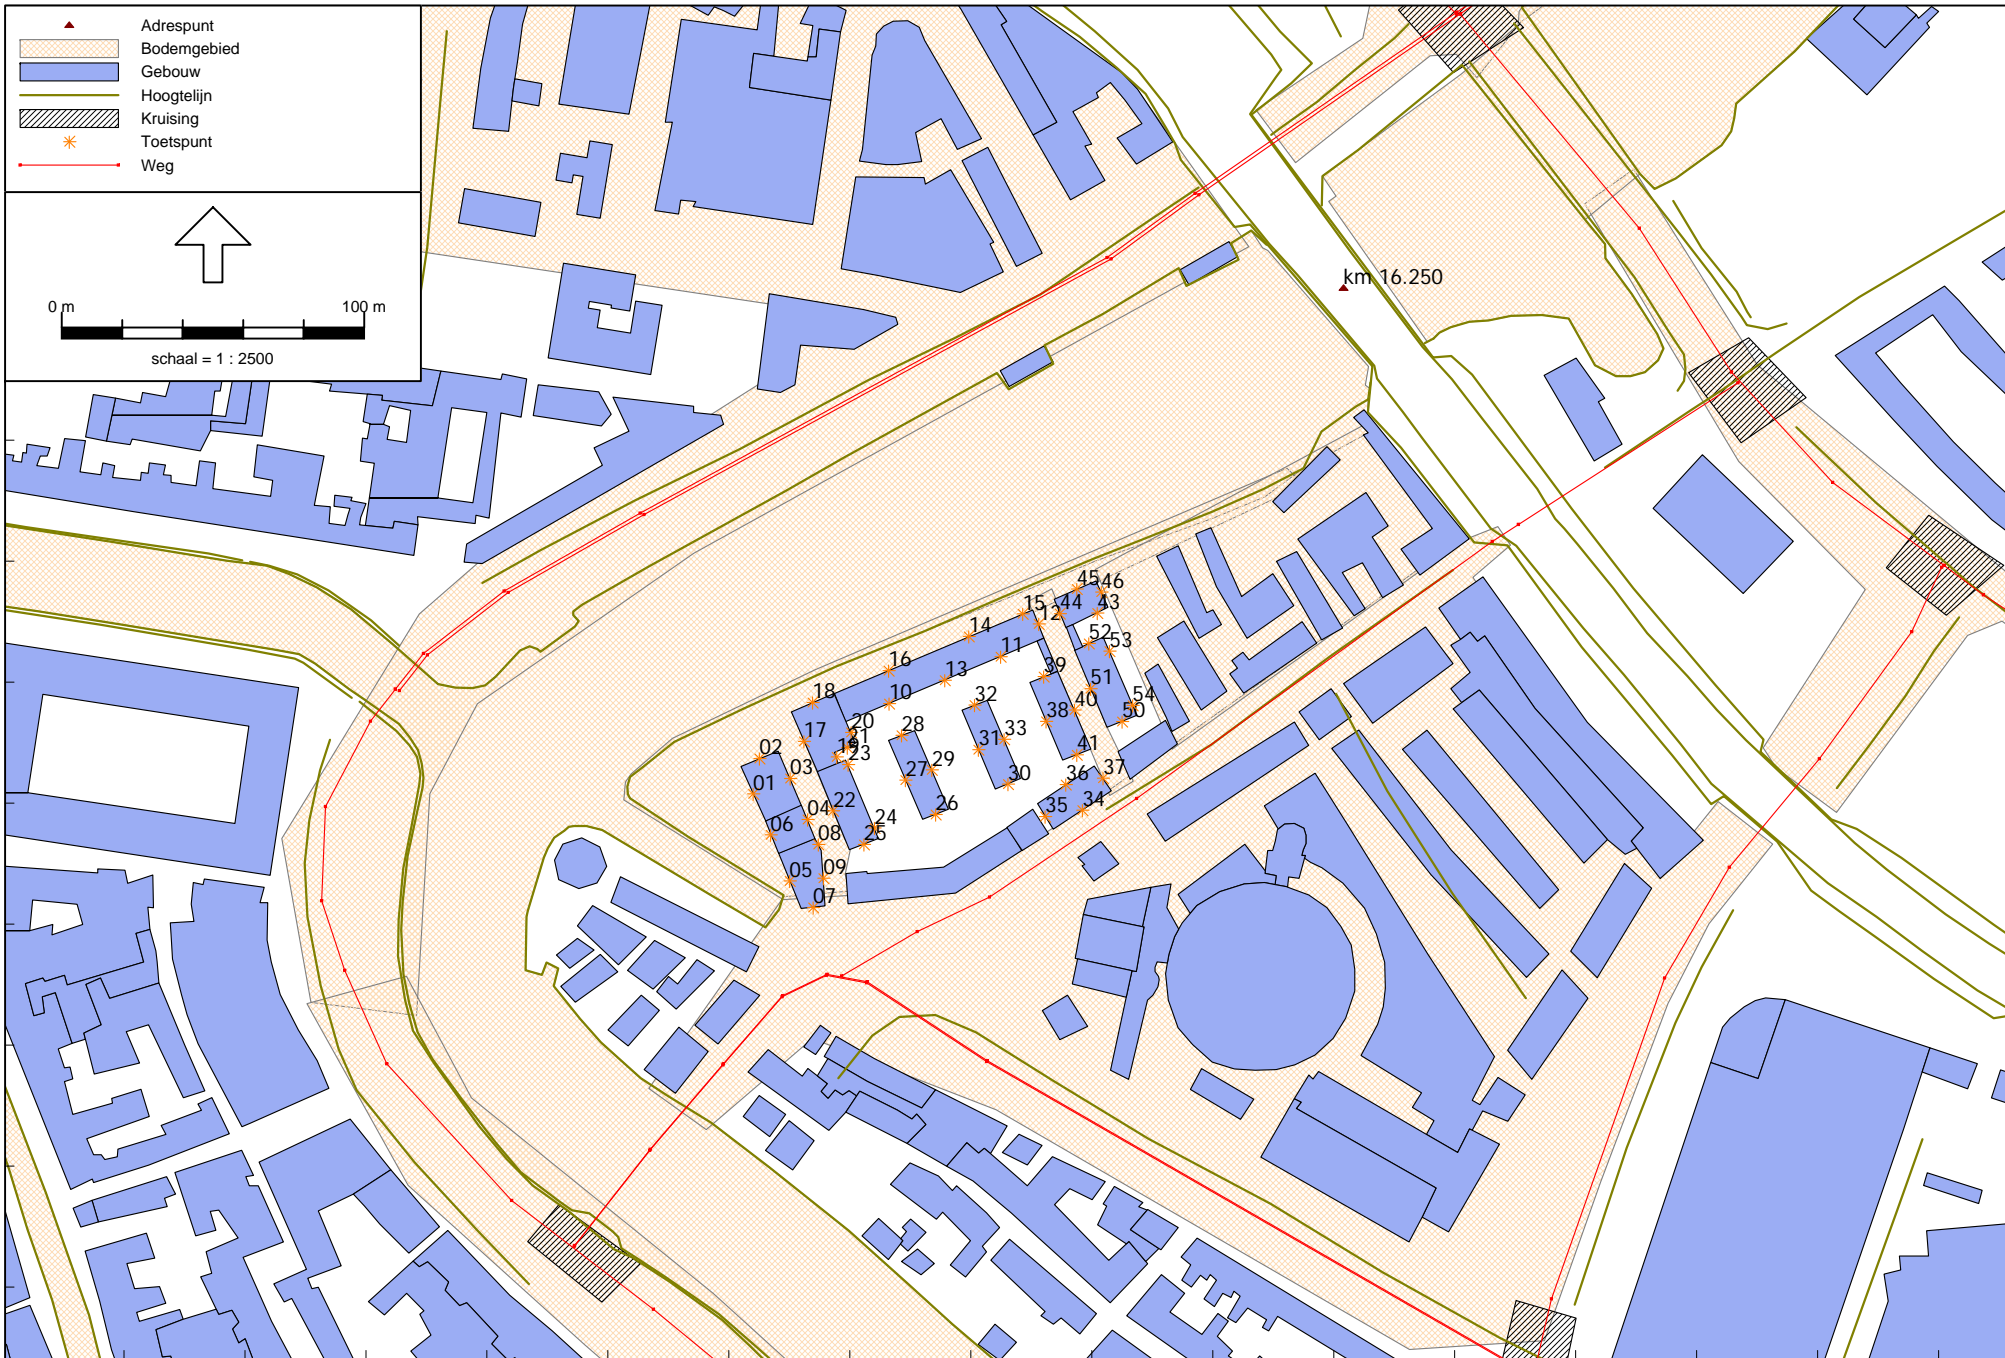 Adrespunt
Bodemgebied
Gebouw
Hoogtelijn
Kruising
Toetspunt
Weg
0 m 100 m
schaal = 1 : 2500
km 16.250
45 46
15 12 44 43
14
52 53
11
16 13 39
51
18 10 32 40 54
38 50
17 20 28 33
21 31
02 19 23 41
03 29
01 27 30 36 37
04 22 26 35 34
06 24
08 25
05 09
07